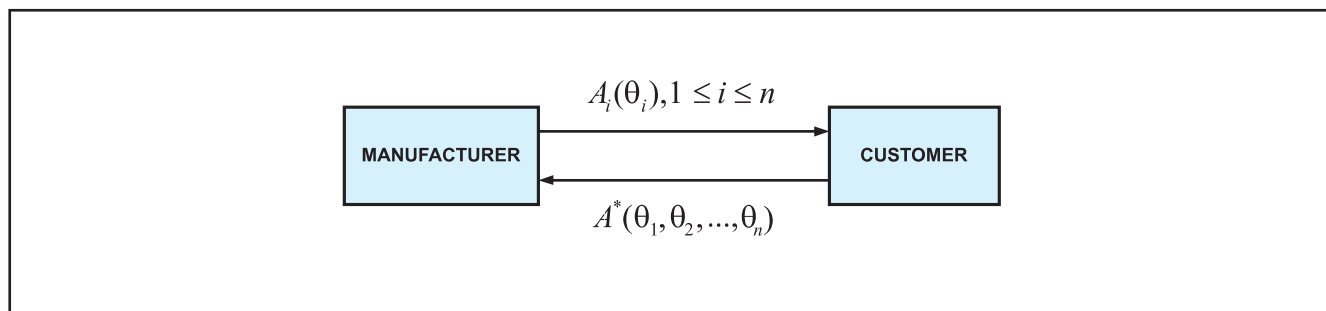 A_i(θ_i), 1 ≤ i ≤ n
MANUFACTURER
CUSTOMER
A^*(θ_1, θ_2, ..., θ_n)